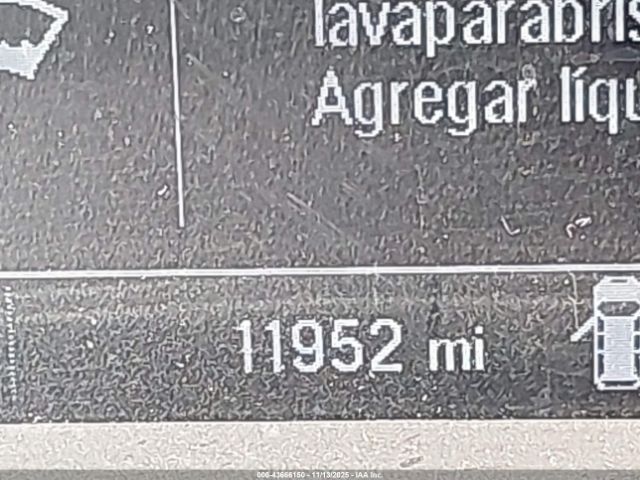 lavaparabris
Agregar líqu
11952 mi
006-43666150 - 11/13/2025 - IAA Inc.